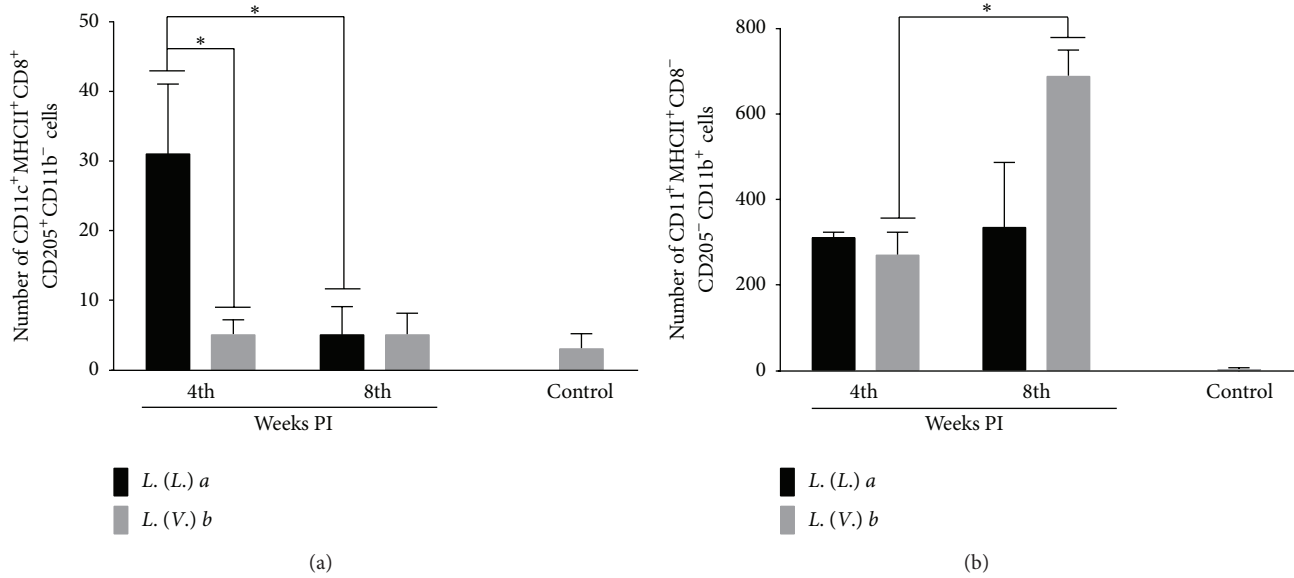 Number of CD11c⁺MHCII⁺CD8⁺
CD205⁺CD11b⁻ cells
50
40
30
20
10
0
*
*
4th
8th
Control
Weeks PI
L. (L.) a
L. (V.) b
(a)
Number of CD11⁺MHCII⁺CD8⁻
CD205⁻ CD11b⁺ cells
800
600
400
200
0
*
4th
8th
Control
Weeks PI
L. (L.) a
L. (V.) b
(b)